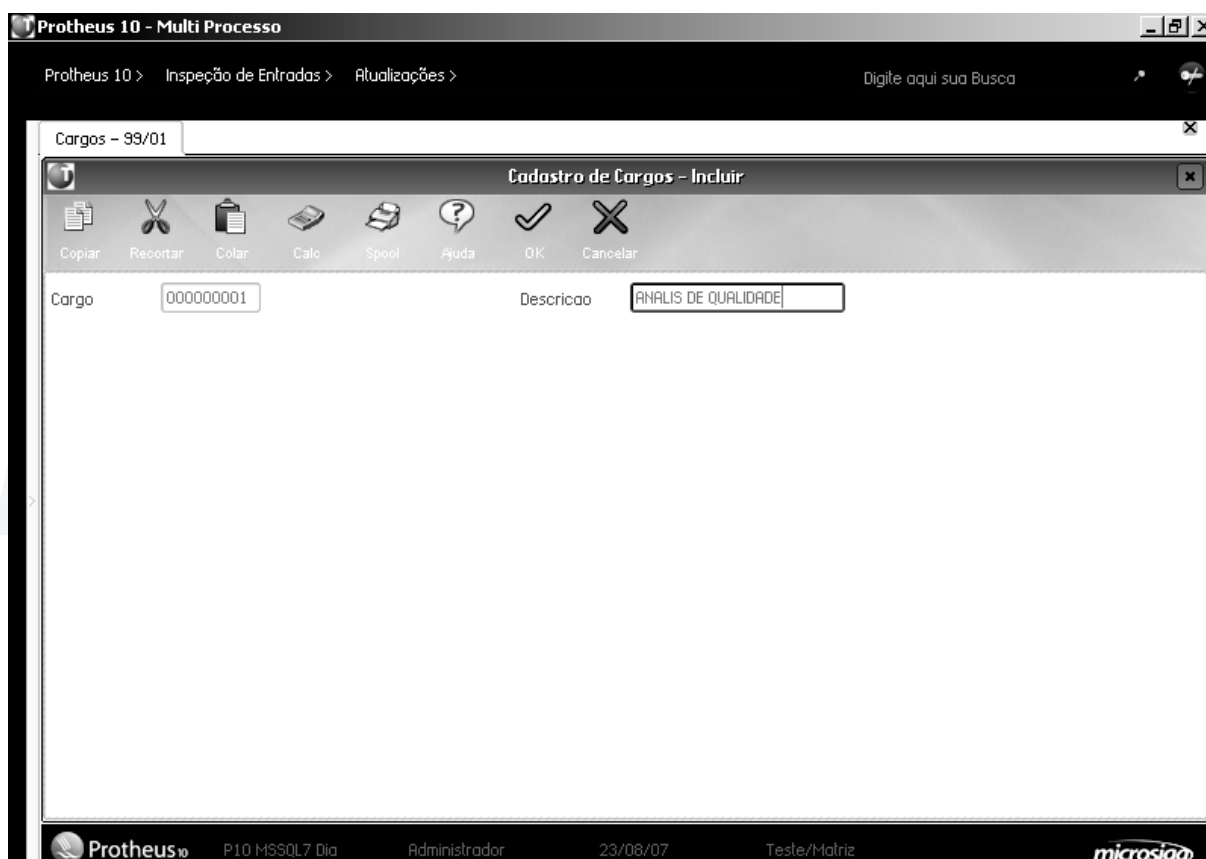 Protheus 10 - Multi Processo
Protheus 10 > Inspeção de Entradas > Atualizações > Digite aqui sua Busca
Cargos – 99/01
Cadastro de Cargos – Incluir
Copiar Recortar Colar Calc Spool Ajuda OK Cancelar
Cargo 000000001 Descricao ANALIS DE QUALIDADE
Protheus 10 P10 MSSQL7 Dia Administrador 23/08/07 Teste/Matriz microsiga